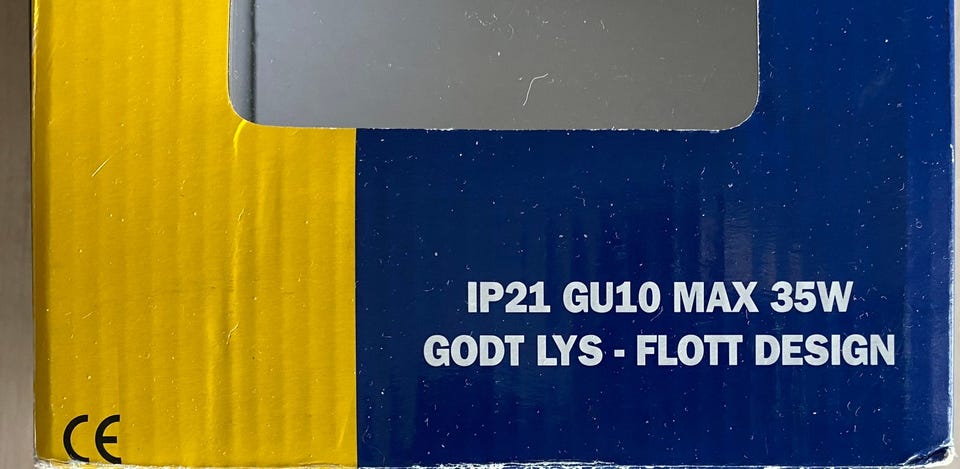 IP21 GU10 MAX 35W
GODT LYS - FLOTT DESIGN
CE